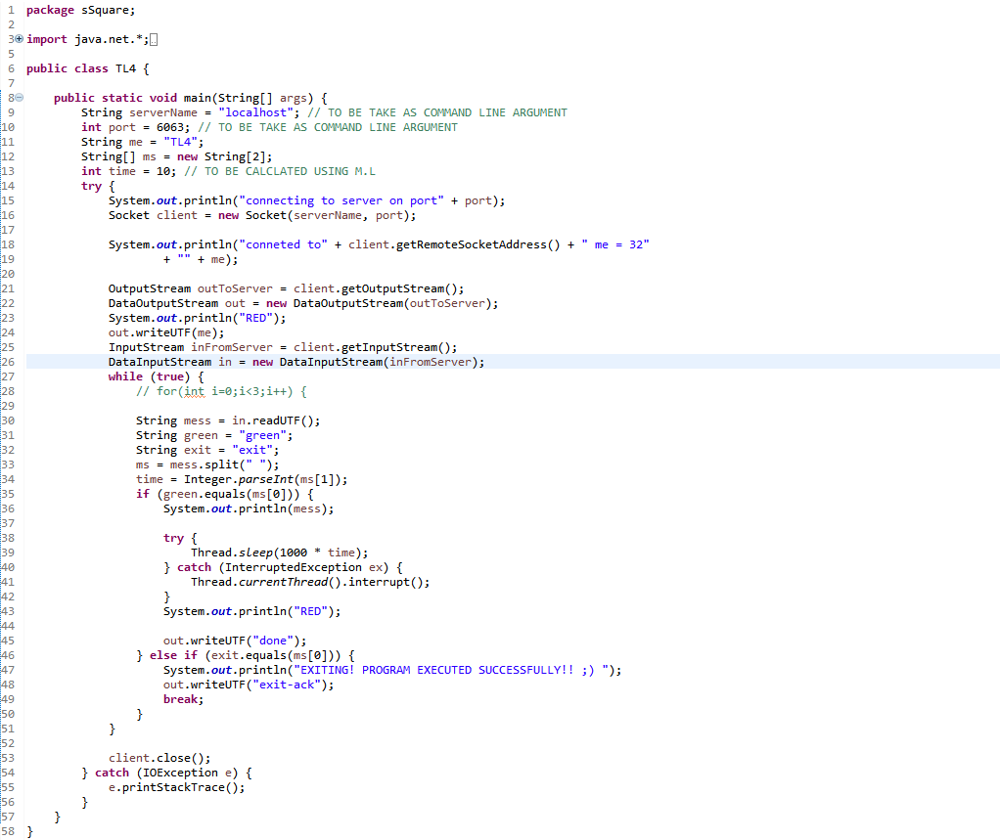 1 package sSquare;
2
3 import java.net.*;
5
6 public class TL4 {
7
8 public static void main(String[] args) {
9 String serverName = "localhost"; // TO BE TAKE AS COMMAND LINE ARGUMENT
10 int port = 6063; // TO BE TAKE AS COMMAND LINE ARGUMENT
11 String me = "TL4";
12 String[] ms = new String[2];
13 int time = 10; // TO BE CALCLATED USING M.L
14 try {
15 System.out.println("connecting to server on port" + port);
16 Socket client = new Socket(serverName, port);
17
18 System.out.println("conneted to" + client.getRemoteSocketAddress() + " me = 32"
19 + "" + me);
20
21 OutputStream outToServer = client.getOutputStream();
22 DataOutputStream out = new DataOutputStream(outToServer);
23 System.out.println("RED");
24 out.writeUTF(me);
25 InputStream inFromServer = client.getInputStream();
26 DataInputStream in = new DataInputStream(inFromServer);
27 while (true) {
28 // for(int i=0;i<3;i++) {
29
30 String mess = in.readUTF();
31 String green = "green";
32 String exit = "exit";
33 ms = mess.split(" ");
34 time = Integer.parseInt(ms[1]);
35 if (green.equals(ms[0])) {
36 System.out.println(mess);
37
38 try {
39 Thread.sleep(1000 * time);
40 } catch (InterruptedException ex) {
41 Thread.currentThread().interrupt();
42 }
43 System.out.println("RED");
44
45 out.writeUTF("done");
46 } else if (exit.equals(ms[0])) {
47 System.out.println("EXITING! PROGRAM EXECUTED SUCCESSFULLY!! ;) ");
48 out.writeUTF("exit-ack");
49 break;
50 }
51 }
52
53 client.close();
54 } catch (IOException e) {
55 e.printStackTrace();
56 }
57 }
58 }